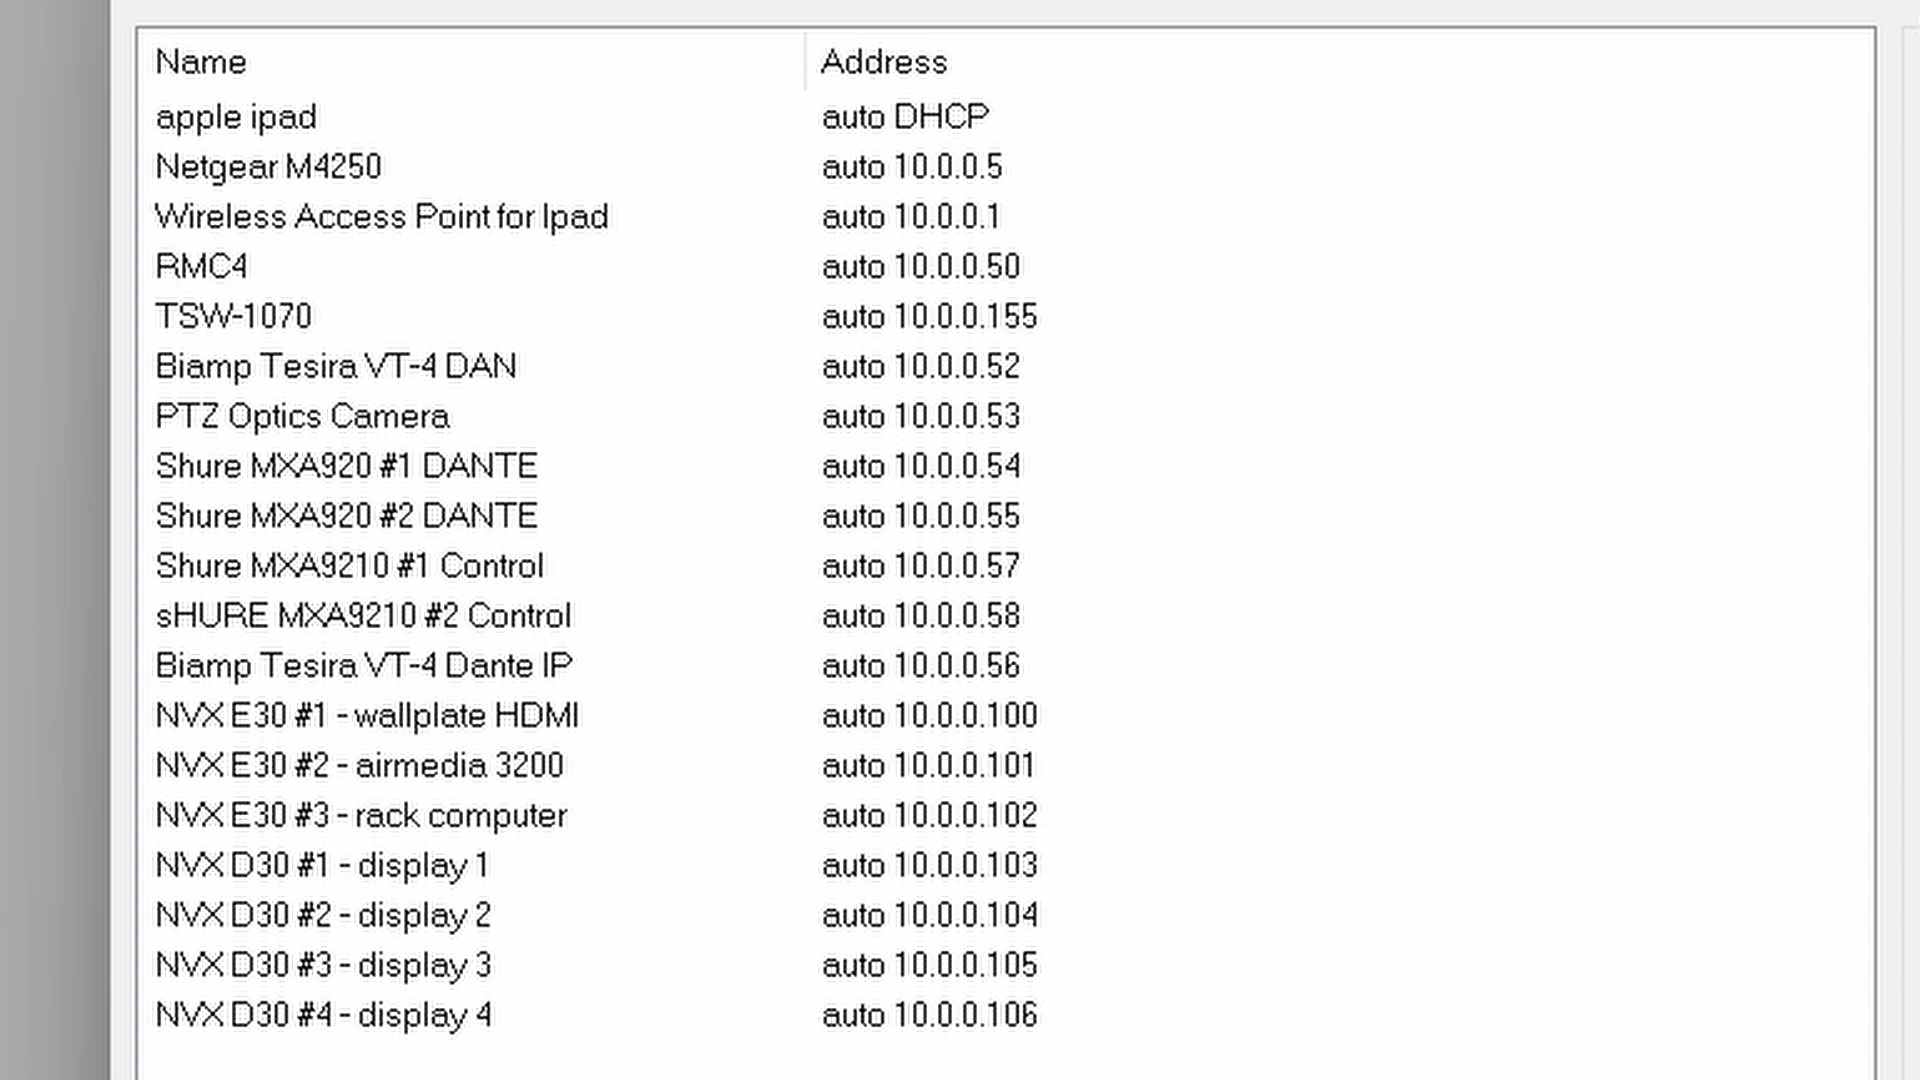 Name Address
apple ipad auto DHCP
Netgear M4250 auto 10.0.0.5
Wireless Access Point for Ipad auto 10.0.0.1
RMC4 auto 10.0.0.50
TSW-1070 auto 10.0.0.155
Biamp Tesira VT-4 DAN auto 10.0.0.52
PTZ Optics Camera auto 10.0.0.53
Shure MXA920 #1 DANTE auto 10.0.0.54
Shure MXA920 #2 DANTE auto 10.0.0.55
Shure MXA9210 #1 Control auto 10.0.0.57
sHURE MXA9210 #2 Control auto 10.0.0.58
Biamp Tesira VT-4 Dante IP auto 10.0.0.56
NVX E30 #1 - wallplate HDMI auto 10.0.0.100
NVX E30 #2 - airmedia 3200 auto 10.0.0.101
NVX E30 #3 - rack computer auto 10.0.0.102
NVX D30 #1 - display 1 auto 10.0.0.103
NVX D30 #2 - display 2 auto 10.0.0.104
NVX D30 #3 - display 3 auto 10.0.0.105
NVX D30 #4 - display 4 auto 10.0.0.106